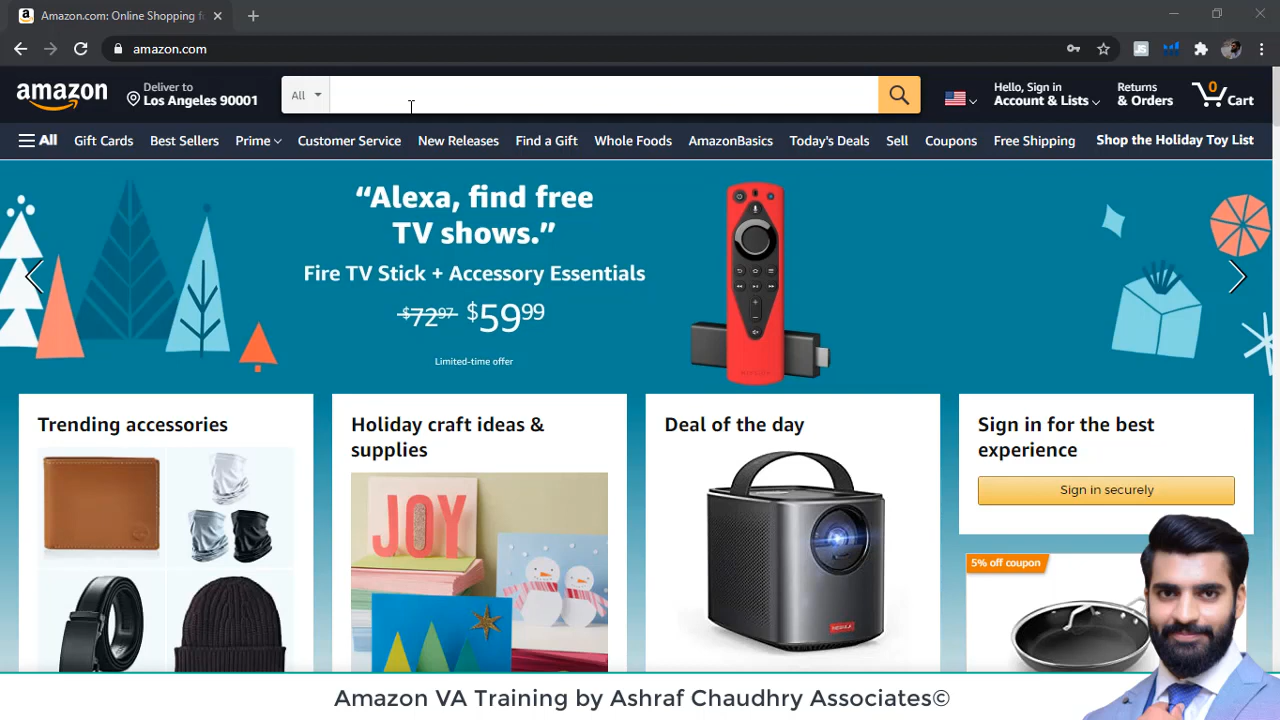 Amazon.com: Online Shopping f
amazon.com
JS
amazon
Deliver to
Los Angeles 90001
All
Hello, Sign in
Account & Lists
Returns
& Orders
0
Cart
All
Gift Cards
Best Sellers
Prime
Customer Service
New Releases
Find a Gift
Whole Foods
AmazonBasics
Today's Deals
Sell
Coupons
Free Shipping
Shop the Holiday Toy List
“Alexa, find free
TV shows.”
Fire TV Stick + Accessory Essentials
$72.97 $59.99
Limited-time offer
Trending accessories
Holiday craft ideas &
supplies
JOY
Deal of the day
NEBULA
Sign in for the best
experience
Sign in securely
5% off coupon
Amazon VA Training by Ashraf Chaudhry Associates©